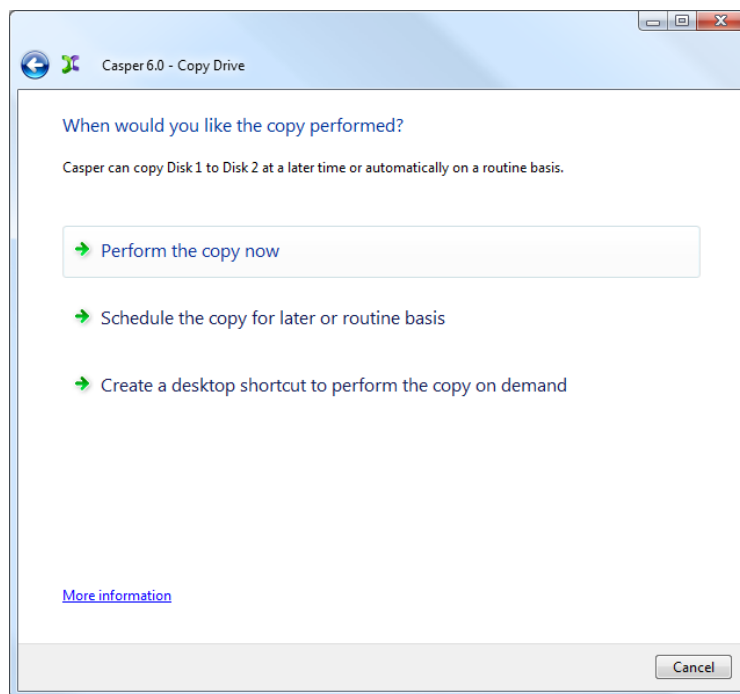 Casper 6.0 - Copy Drive
When would you like the copy performed?
Casper can copy Disk 1 to Disk 2 at a later time or automatically on a routine basis.
Perform the copy now
Schedule the copy for later or routine basis
Create a desktop shortcut to perform the copy on demand
More information
Cancel